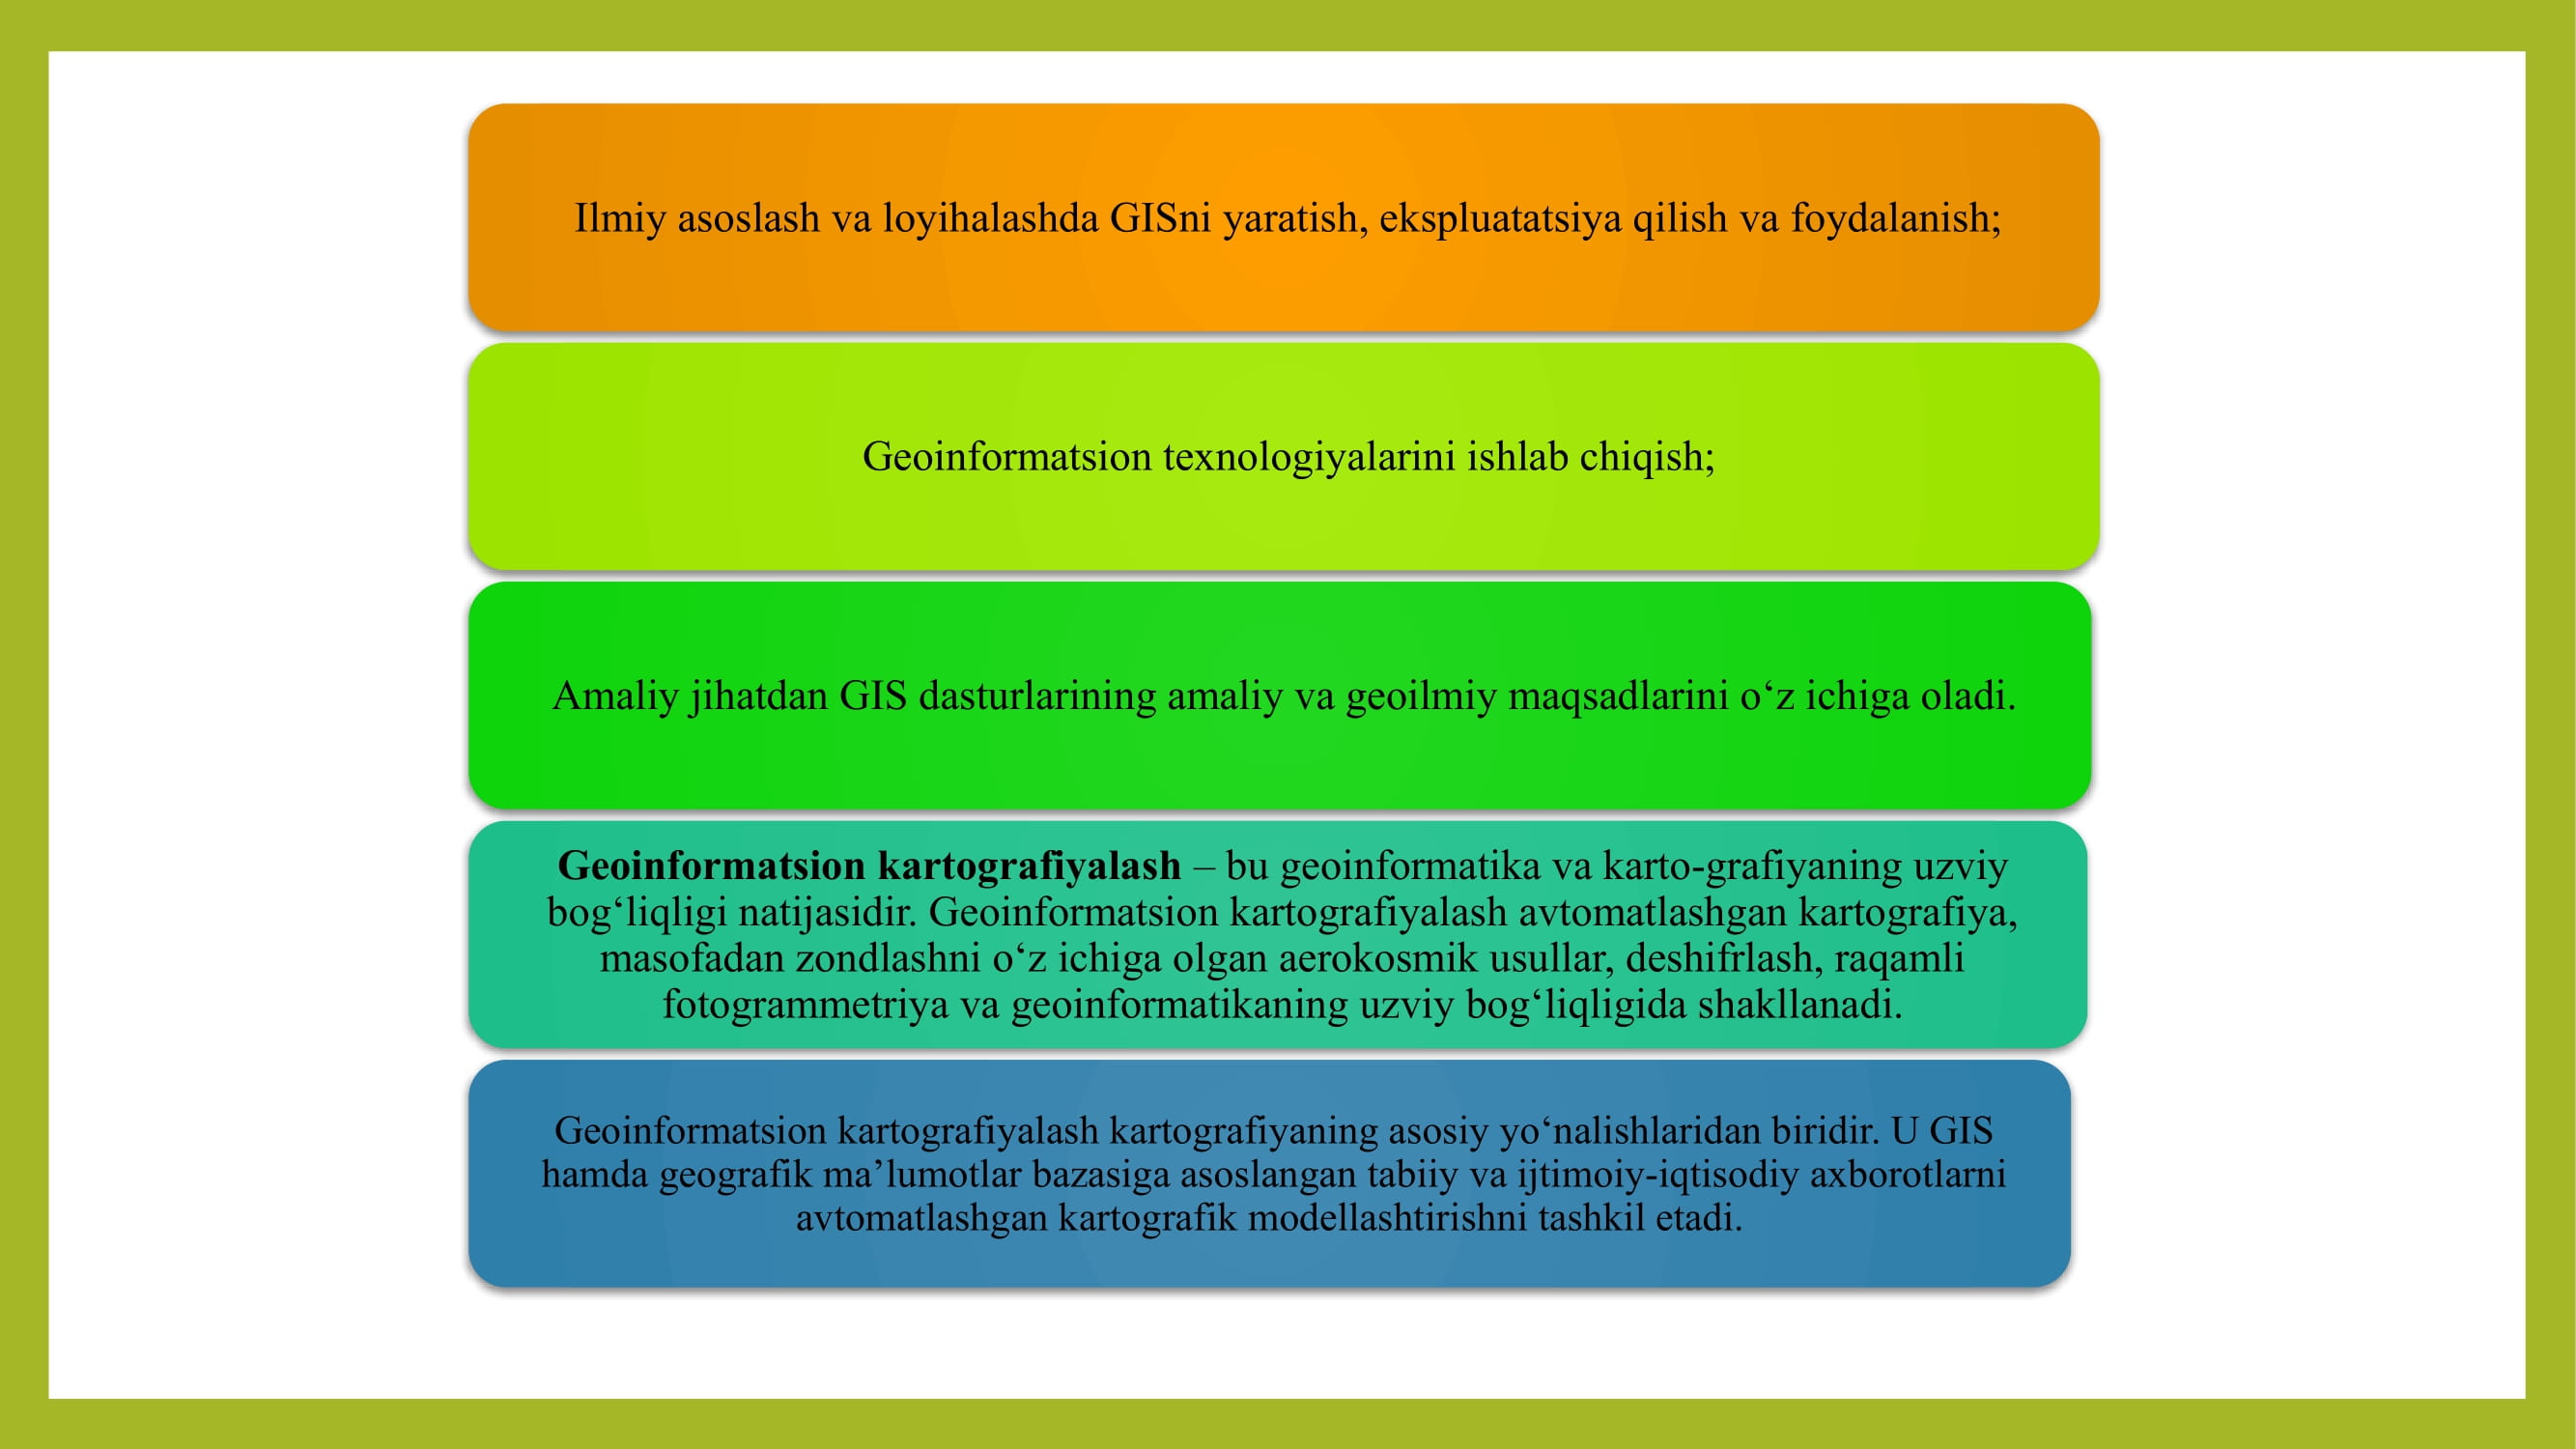 Ilmiy asoslash va loyihalashda GISni yaratish, ekspluatatsiya qilish va foydalanish;
Geoinformatsion texnologiyalarini ishlab chiqish;
Amaliy jihatdan GIS dasturlarining amaliy va geoilmiy maqsadlarini o‘z ichiga oladi.
Geoinformatsion kartografiyalash – bu geoinformatika va karto-grafiyaning uzviy
bog‘liqligi natijasidir. Geoinformatsion kartografiyalash avtomatlashgan kartografiya,
masofadan zondlashni o‘z ichiga olgan aerokosmik usullar, deshifrlash, raqamli
fotogrammetriya va geoinformatikaning uzviy bog‘liqligida shakllanadi.
Geoinformatsion kartografiyalash kartografiyaning asosiy yo‘nalishlaridan biridir. U GIS
hamda geografik ma’lumotlar bazasiga asoslangan tabiiy va ijtimoiy-iqtisodiy axborotlarni
avtomatlashgan kartografik modellashtirishni tashkil etadi.